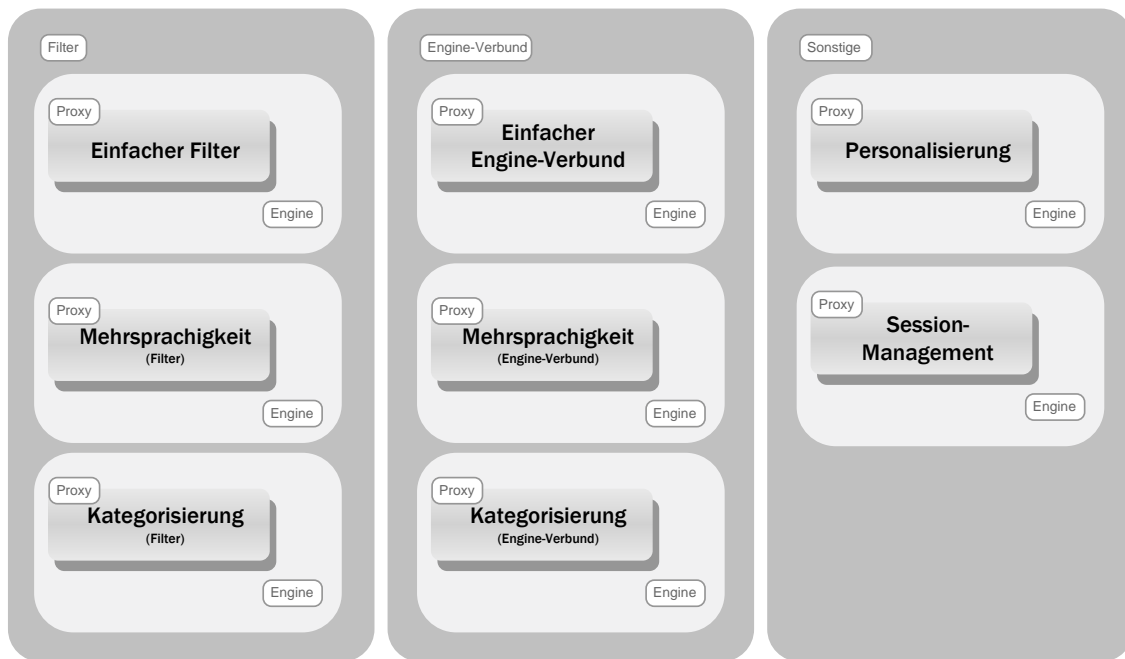 Filter
Proxy
Einfacher Filter
Engine
Proxy
Mehrsprachigkeit
(Filter)
Engine
Proxy
Kategorisierung
(Filter)
Engine
Engine-Verbund
Proxy
Einfacher
Engine-Verbund
Engine
Proxy
Mehrsprachigkeit
(Engine-Verbund)
Engine
Proxy
Kategorisierung
(Engine-Verbund)
Engine
Sonstige
Proxy
Personalisierung
Engine
Proxy
Session-
Management
Engine